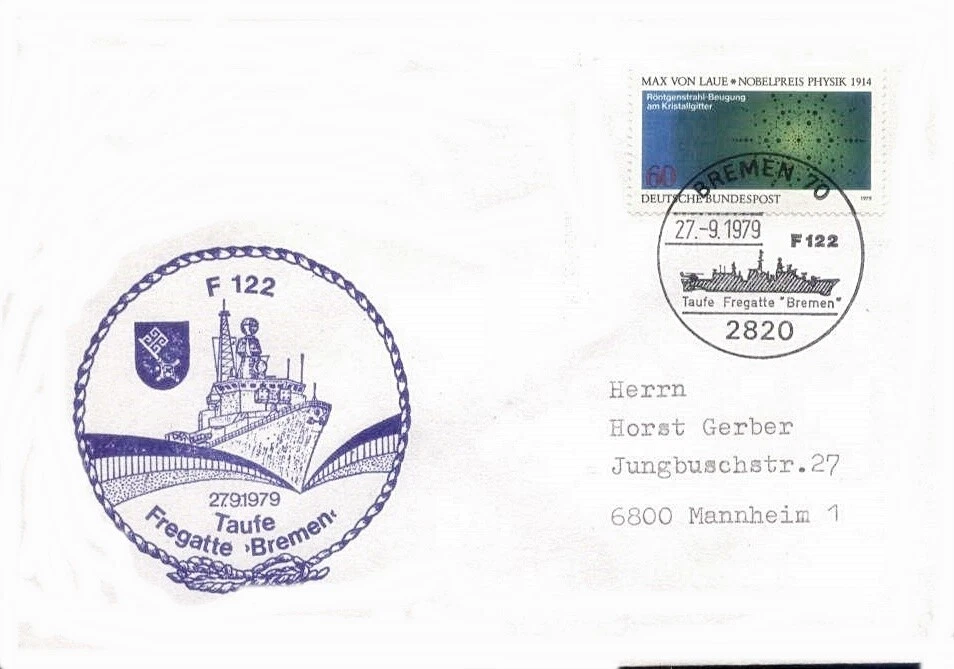 MAX VON LAUE * NOBELPREIS PHYSIK 1914
Röntgenstrahl-Beugung
am Kristallgitter
60
DEUTSCHE BUNDESPOST
1979
BREMEN 70
27.-9.1979
F 122
Taufe Fregatte "Bremen"
2820
F 122
27.9.1979
Taufe
Fregatte ›Bremen‹
Herrn
Horst Gerber
Jungbuschstr.27
6800 Mannheim 1